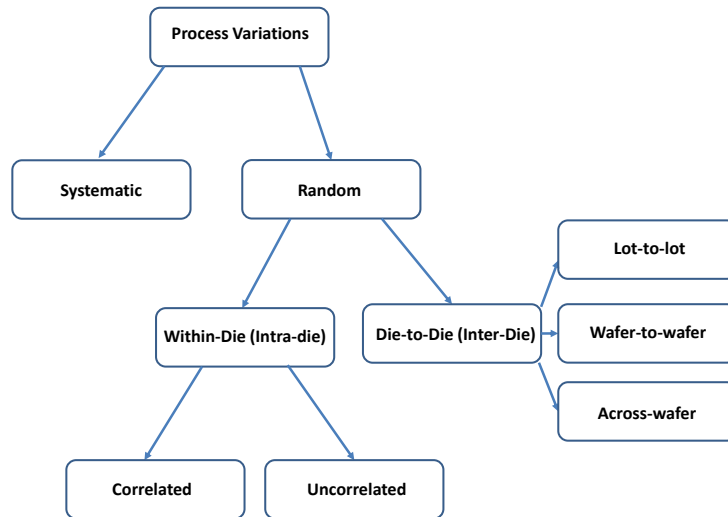 Process Variations
Systematic
Random
Lot-to-lot
Within-Die (Intra-die)
Die-to-Die (Inter-Die)
Wafer-to-wafer
Across-wafer
Correlated
Uncorrelated